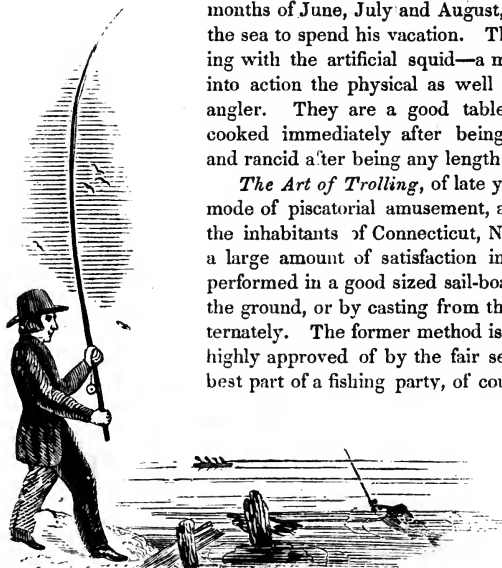 months of June, July and August,
the sea to spend his vacation.
ing with the artificial squid—a
into action the physical as well
angler. They are a good table
cooked immediately after being
and rancid after being any length
The Art of Trolling, of late
mode of piscatorial amusement,
the inhabitants of Connecticut,
a large amount of satisfaction in
performed in a good sized sail-boa
the ground, or by casting from th
ternately. The former method is
highly approved of by the fair se
best part of a fishing party, of cou